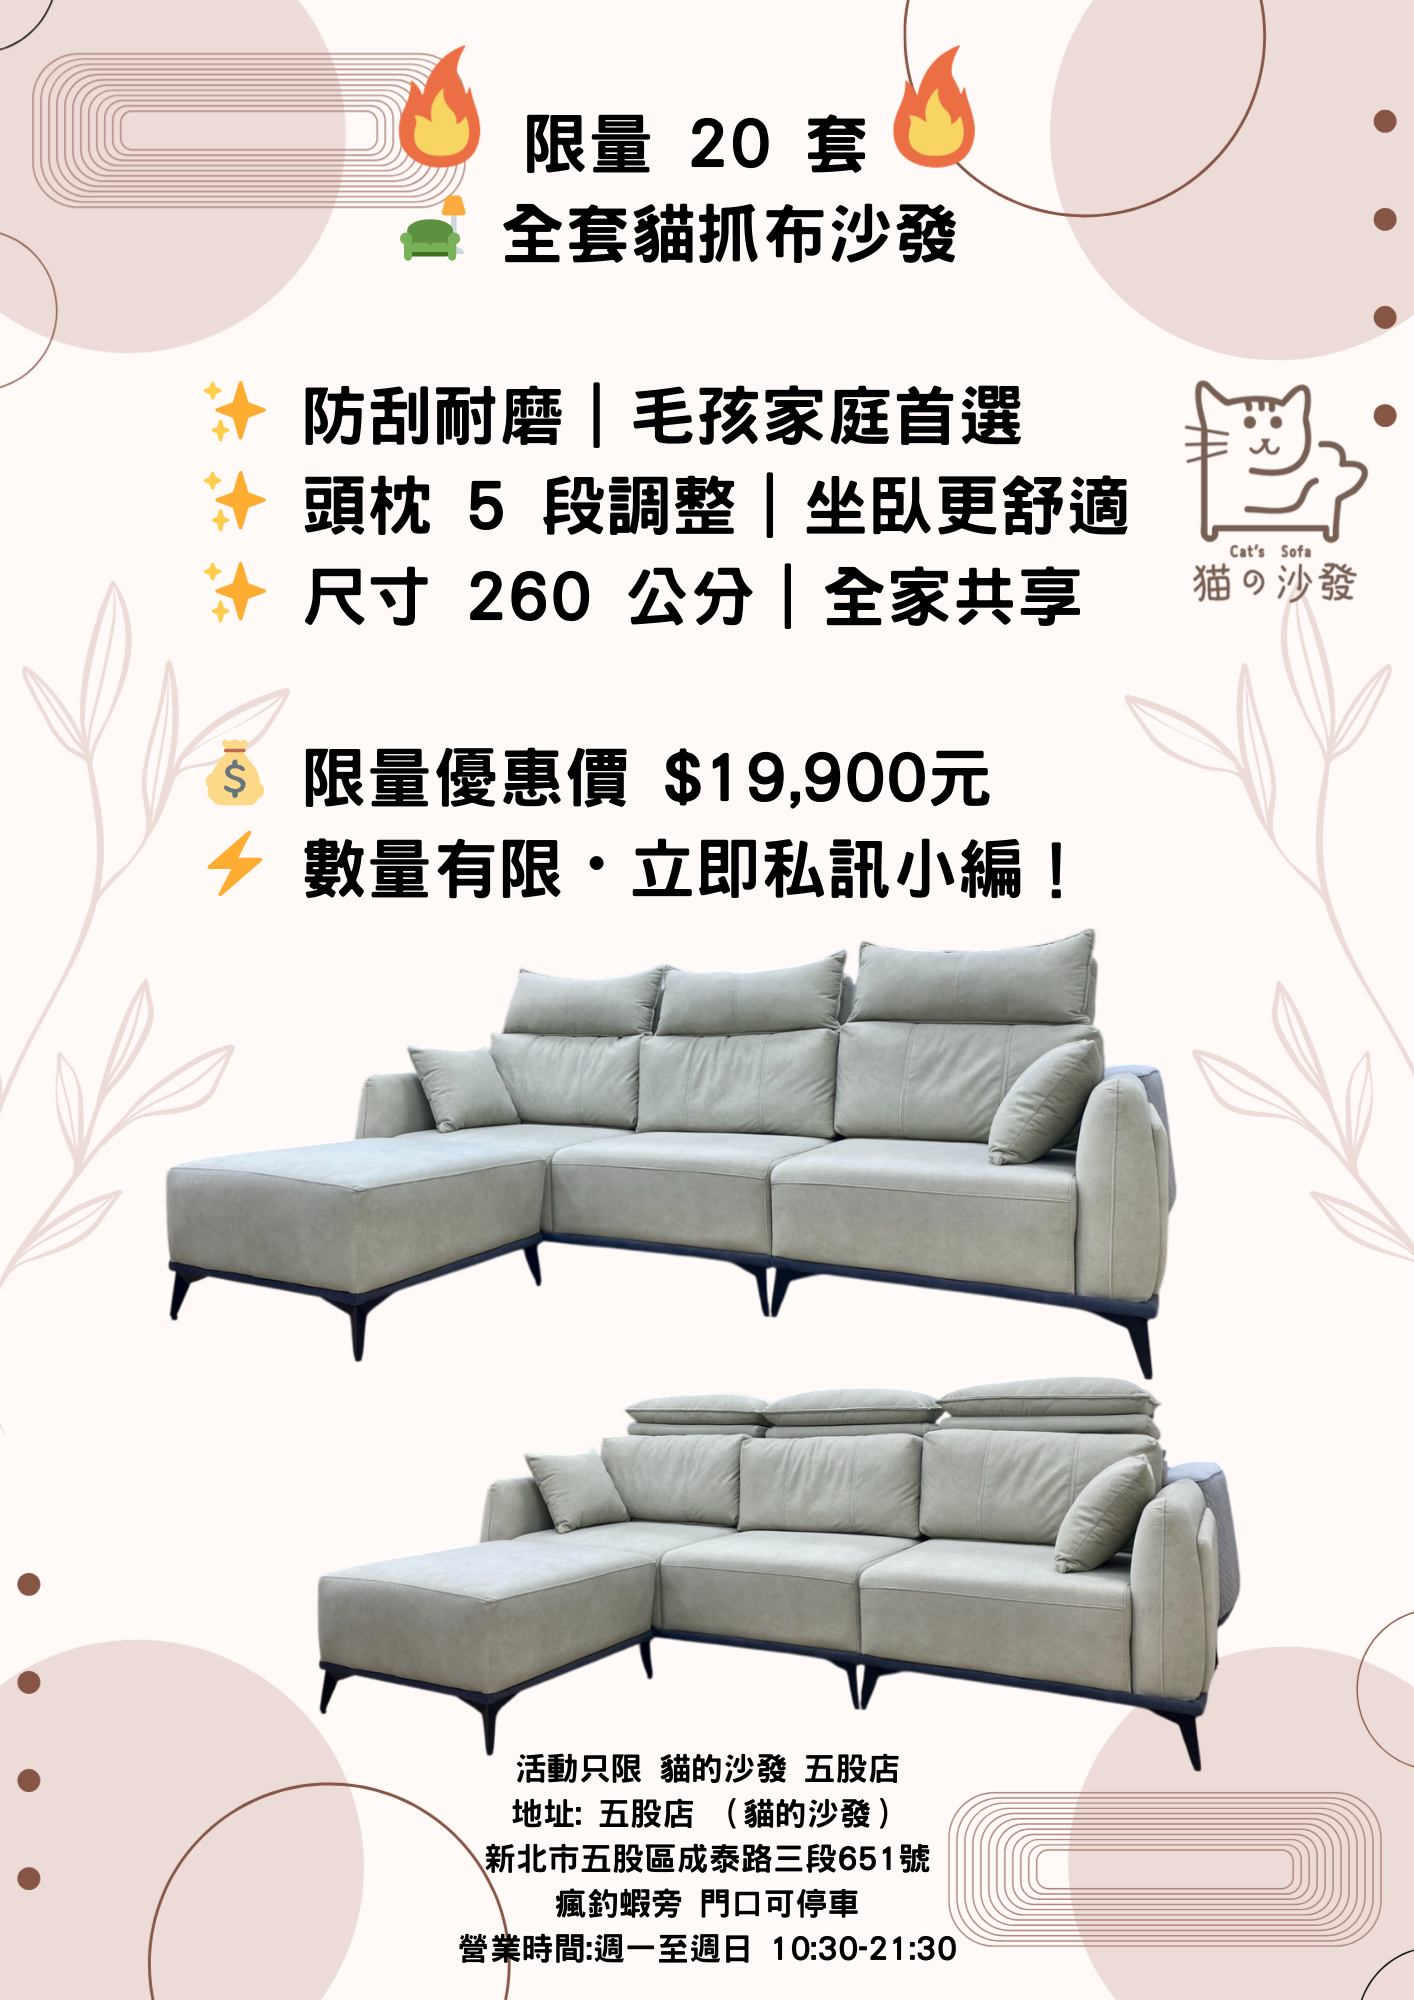 限量 20 套
全套貓抓布沙發
防刮耐磨｜毛孩家庭首選
頭枕 5 段調整｜坐臥更舒適
尺寸 260 公分｜全家共享
Cat's Sofa
猫の沙發
限量優惠價 $19,900元
數量有限・立即私訊小編！
活動只限 貓的沙發 五股店
地址: 五股店 （貓的沙發）
新北市五股區成泰路三段651號
瘋釣蝦旁 門口可停車
營業時間:週一至週日 10:30-21:30